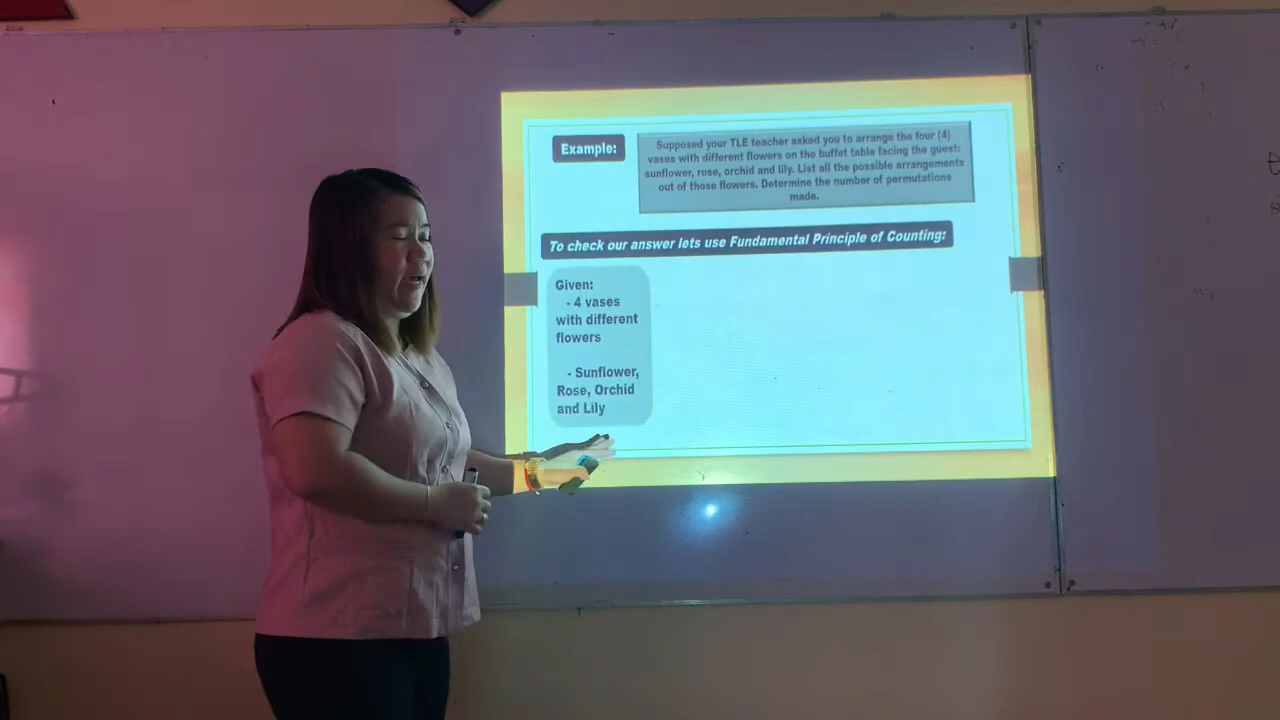 Example:
Supposed your TLE teacher asked you to arrange the four (4)
vases with different flowers on the buffet table facing the guest:
sunflower, rose, orchid and lily. List all the possible arrangements
out of those flowers. Determine the number of permutations
made.
To check our answer lets use Fundamental Principle of Counting:
Given:
- 4 vases
with different
flowers
- Sunflower,
Rose, Orchid
and Lily